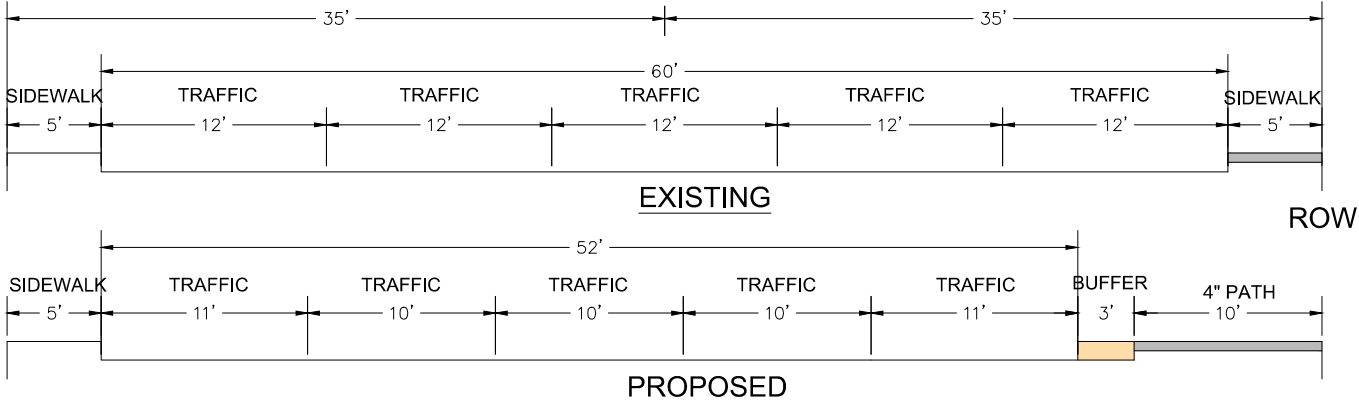 35' 35'
60'
SIDEWALK TRAFFIC TRAFFIC TRAFFIC TRAFFIC TRAFFIC SIDEWALK
5' 12' 12' 12' 12' 12' 5'
EXISTING
ROW
52'
SIDEWALK TRAFFIC TRAFFIC TRAFFIC TRAFFIC TRAFFIC BUFFER 4" PATH
5' 11' 10' 10' 10' 11' 3' 10'
PROPOSED